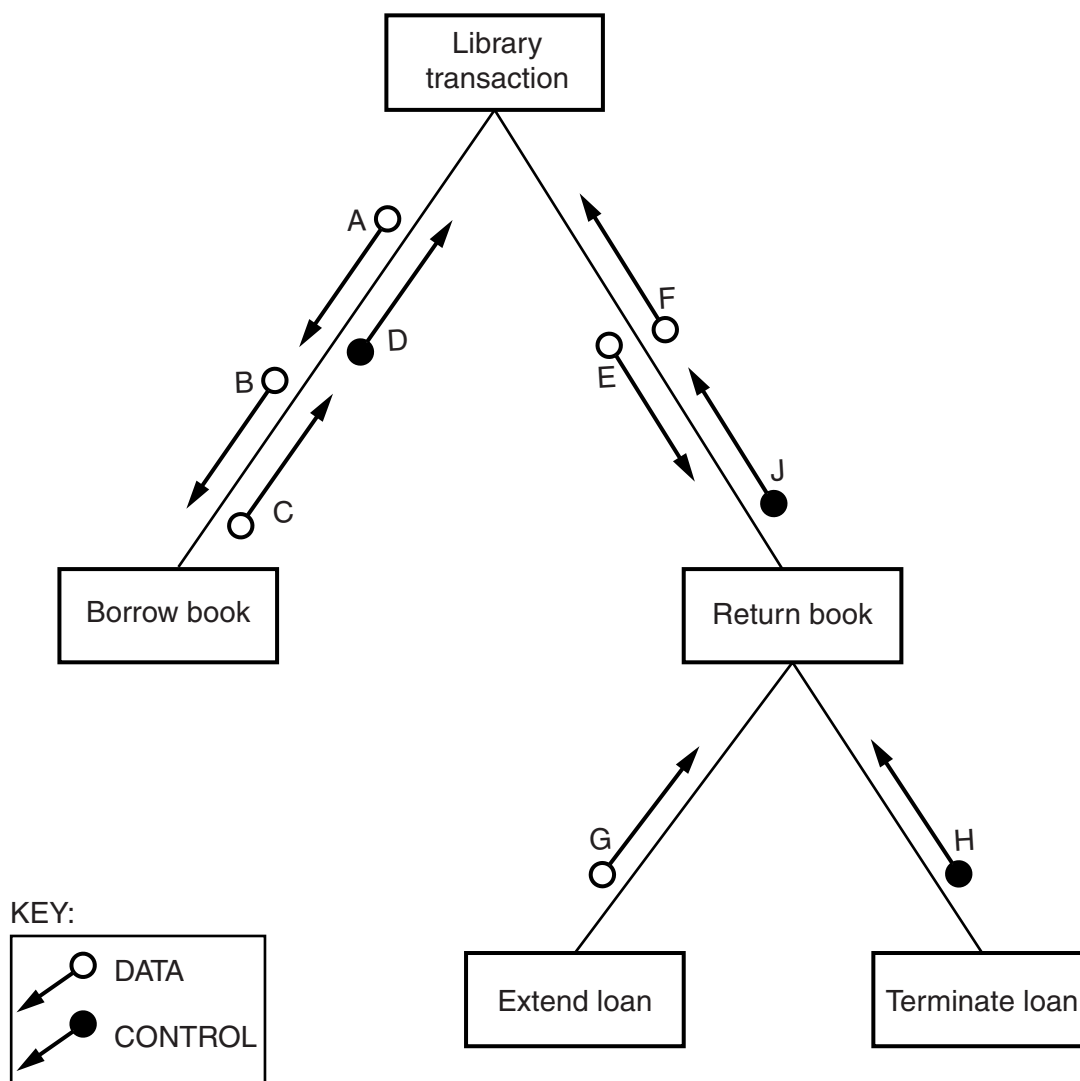 Library
transaction
A
D
F
B
E
C
J
Borrow book
Return book
G
H
KEY:
DATA
CONTROL
Extend loan
Terminate loan